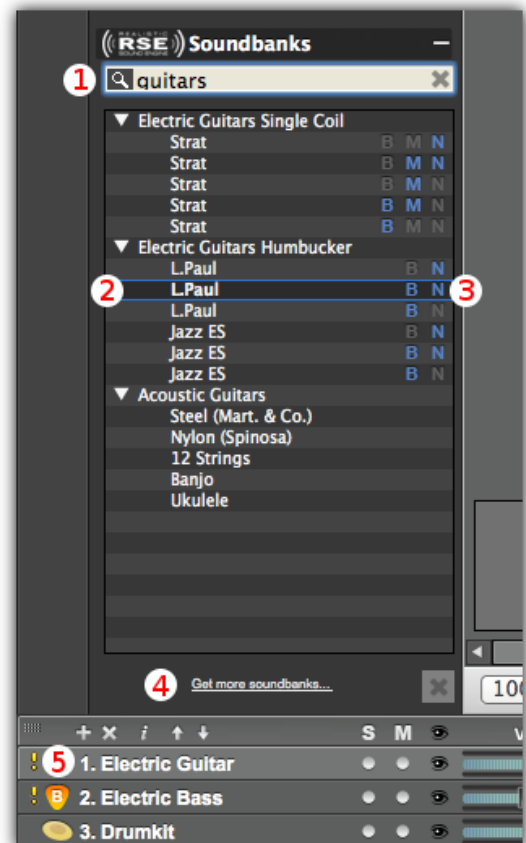 REALISTIC
((RSE)) Soundbanks –
SOUND ENGINE
1 guitars
Electric Guitars Single Coil
Strat B M N
Strat B M N
Strat B M N
Strat B M N
Strat B M N
Electric Guitars Humbucker
L.Paul B N
2 L.Paul B N 3
L.Paul B N
Jazz ES B N
Jazz ES B N
Jazz ES B N
Acoustic Guitars
Steel (Mart. & Co.)
Nylon (Spinosa)
12 Strings
Banjo
Ukulele
4 Get more soundbanks...
10
i S M
! 5 1. Electric Guitar
! B 2. Electric Bass
3. Drumkit